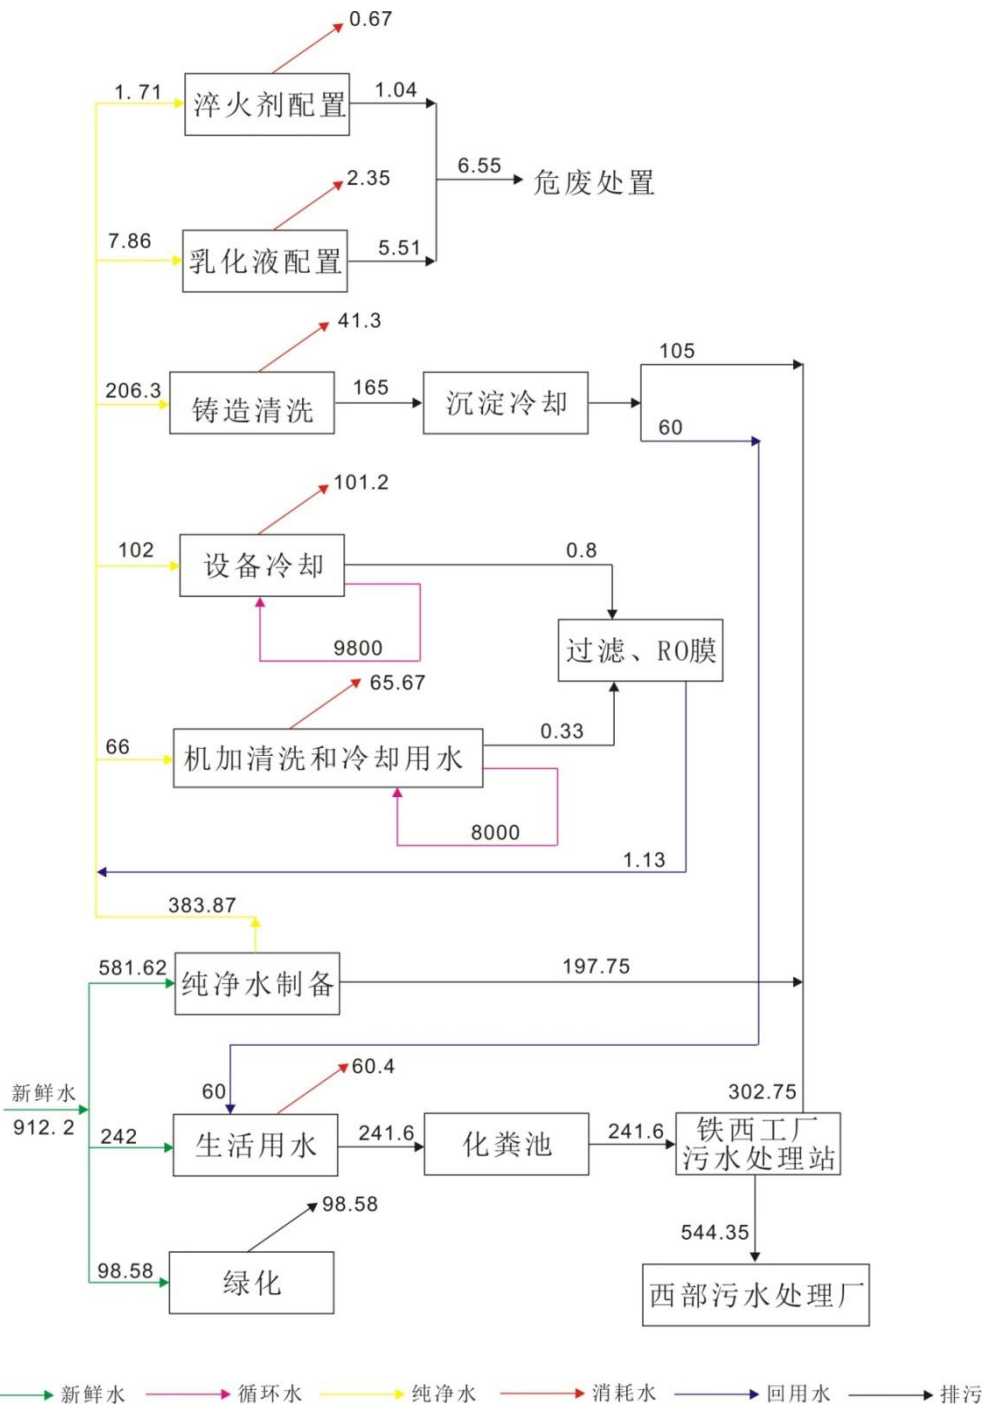 0.67
1.71
淬火剂配置
1.04
6.55
危废处置
2.35
7.86
乳化液配置
5.51
41.3
206.3
铸造清洗
165
沉淀冷却
105
60
101.2
102
设备冷却
0.8
9800
过滤、RO膜
65.67
66
机加清洗和冷却用水
0.33
8000
1.13
383.87
581.62
纯净水制备
197.75
新鲜水
912.2
60
60.4
242
生活用水
241.6
化粪池
241.6
302.75
铁西工厂
污水处理站
98.58
98.58
绿化
544.35
西部污水处理厂
新鲜水
循环水
纯净水
消耗水
回用水
排污